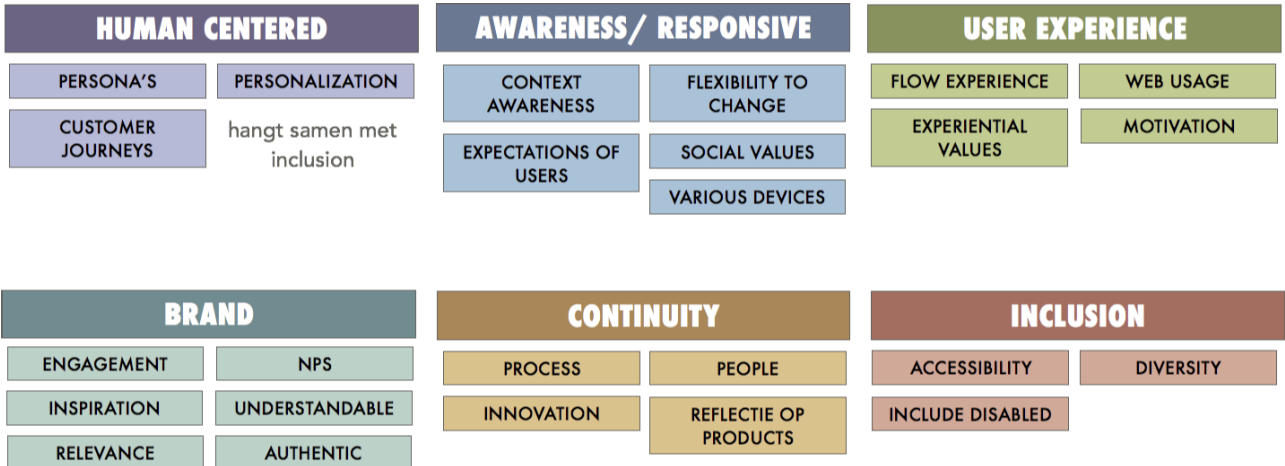 HUMAN CENTERED
PERSONA'S
PERSONALIZATION
CUSTOMER
JOURNEYS
hangt samen met
inclusion
AWARENESS/ RESPONSIVE
CONTEXT
AWARENESS
FLEXIBILITY TO
CHANGE
EXPECTATIONS OF
USERS
SOCIAL VALUES
VARIOUS DEVICES
USER EXPERIENCE
FLOW EXPERIENCE
WEB USAGE
EXPERIENTIAL
VALUES
MOTIVATION
BRAND
ENGAGEMENT
NPS
INSPIRATION
UNDERSTANDABLE
RELEVANCE
AUTHENTIC
CONTINUITY
PROCESS
PEOPLE
INNOVATION
REFLECTIE OP
PRODUCTS
INCLUSION
ACCESSIBILITY
DIVERSITY
INCLUDE DISABLED